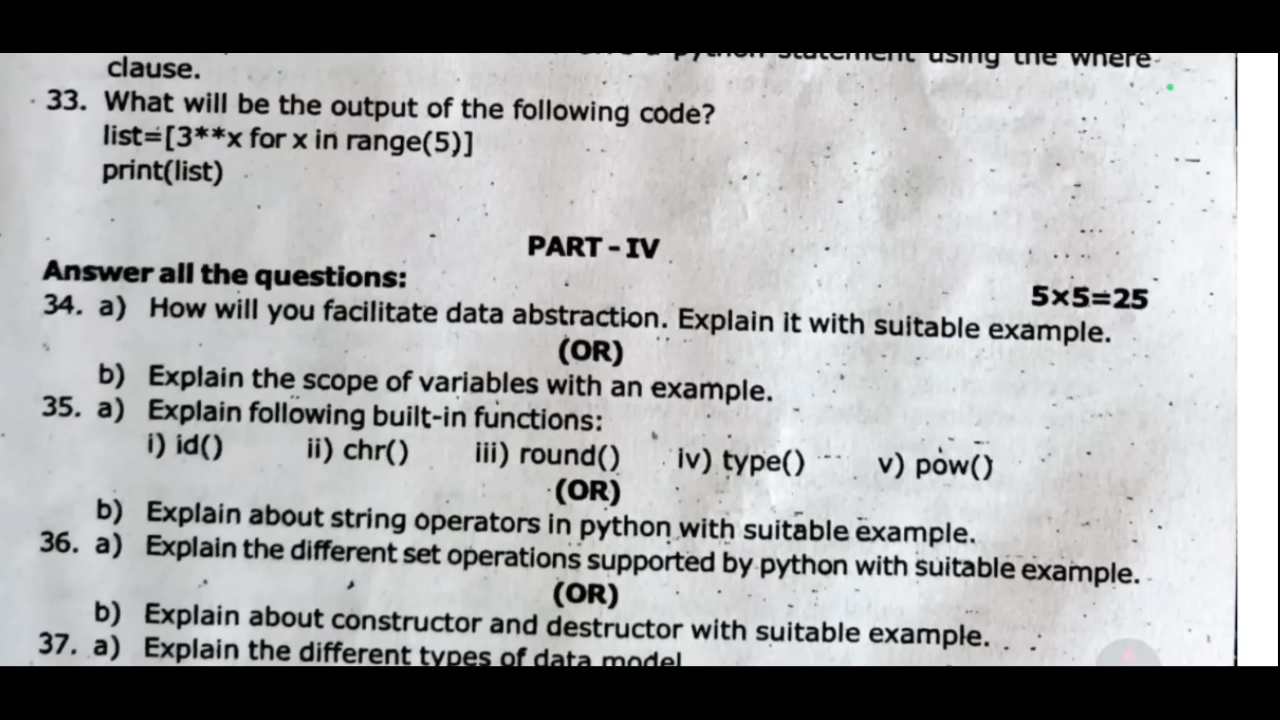 python statement using the where
clause.
33. What will be the output of the following code?
list=[3**x for x in range(5)]
print(list)
PART - IV
Answer all the questions:
5×5=25
34. a) How will you facilitate data abstraction. Explain it with suitable example.
(OR)
b) Explain the scope of variables with an example.
35. a) Explain following built-in functions:
i) id() ii) chr() iii) round() iv) type() v) pow()
(OR)
b) Explain about string operators in python with suitable example.
36. a) Explain the different set operations supported by python with suitable example.
(OR)
b) Explain about constructor and destructor with suitable example.
37. a) Explain the different types of data model